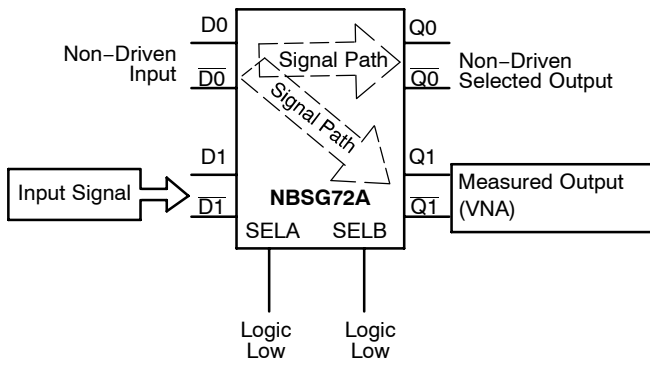 D0
Q0
Non–Driven
Input
Signal Path
Non–Driven
Selected Output
D0
Q0
Signal Path
D1
Q1
Input Signal
Measured Output
(VNA)
NBSG72A
D1
Q1
SELA
SELB
Logic
Low
Logic
Low